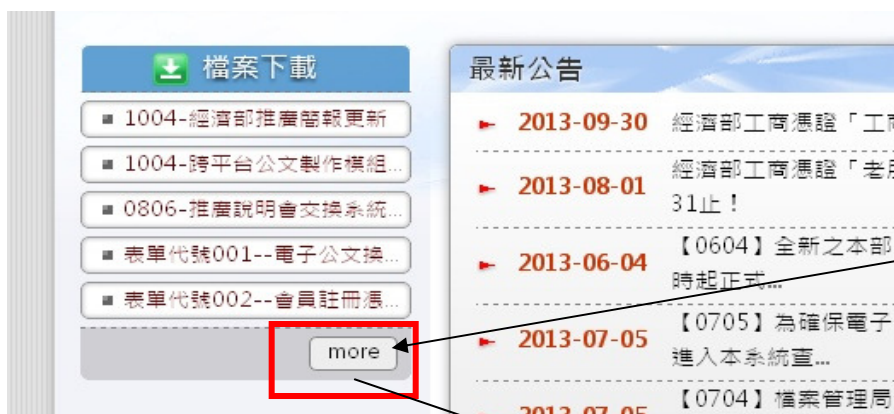 檔案下載
1004-經濟部推廣簡報更新
1004-跨平台公文製作模組...
0806-推廣說明會交換系統...
表單代號001--電子公文換...
表單代號002--會員註冊憑...
more
最新公告
2013-09-30 經濟部工商憑證「工商
2013-08-01 經濟部工商憑證「老朋
31止！
2013-06-04 【0604】全新之本部
時起正式...
2013-07-05 【0705】為確保電子
進入本系統查...
2013-07-05 【0704】檔案管理局